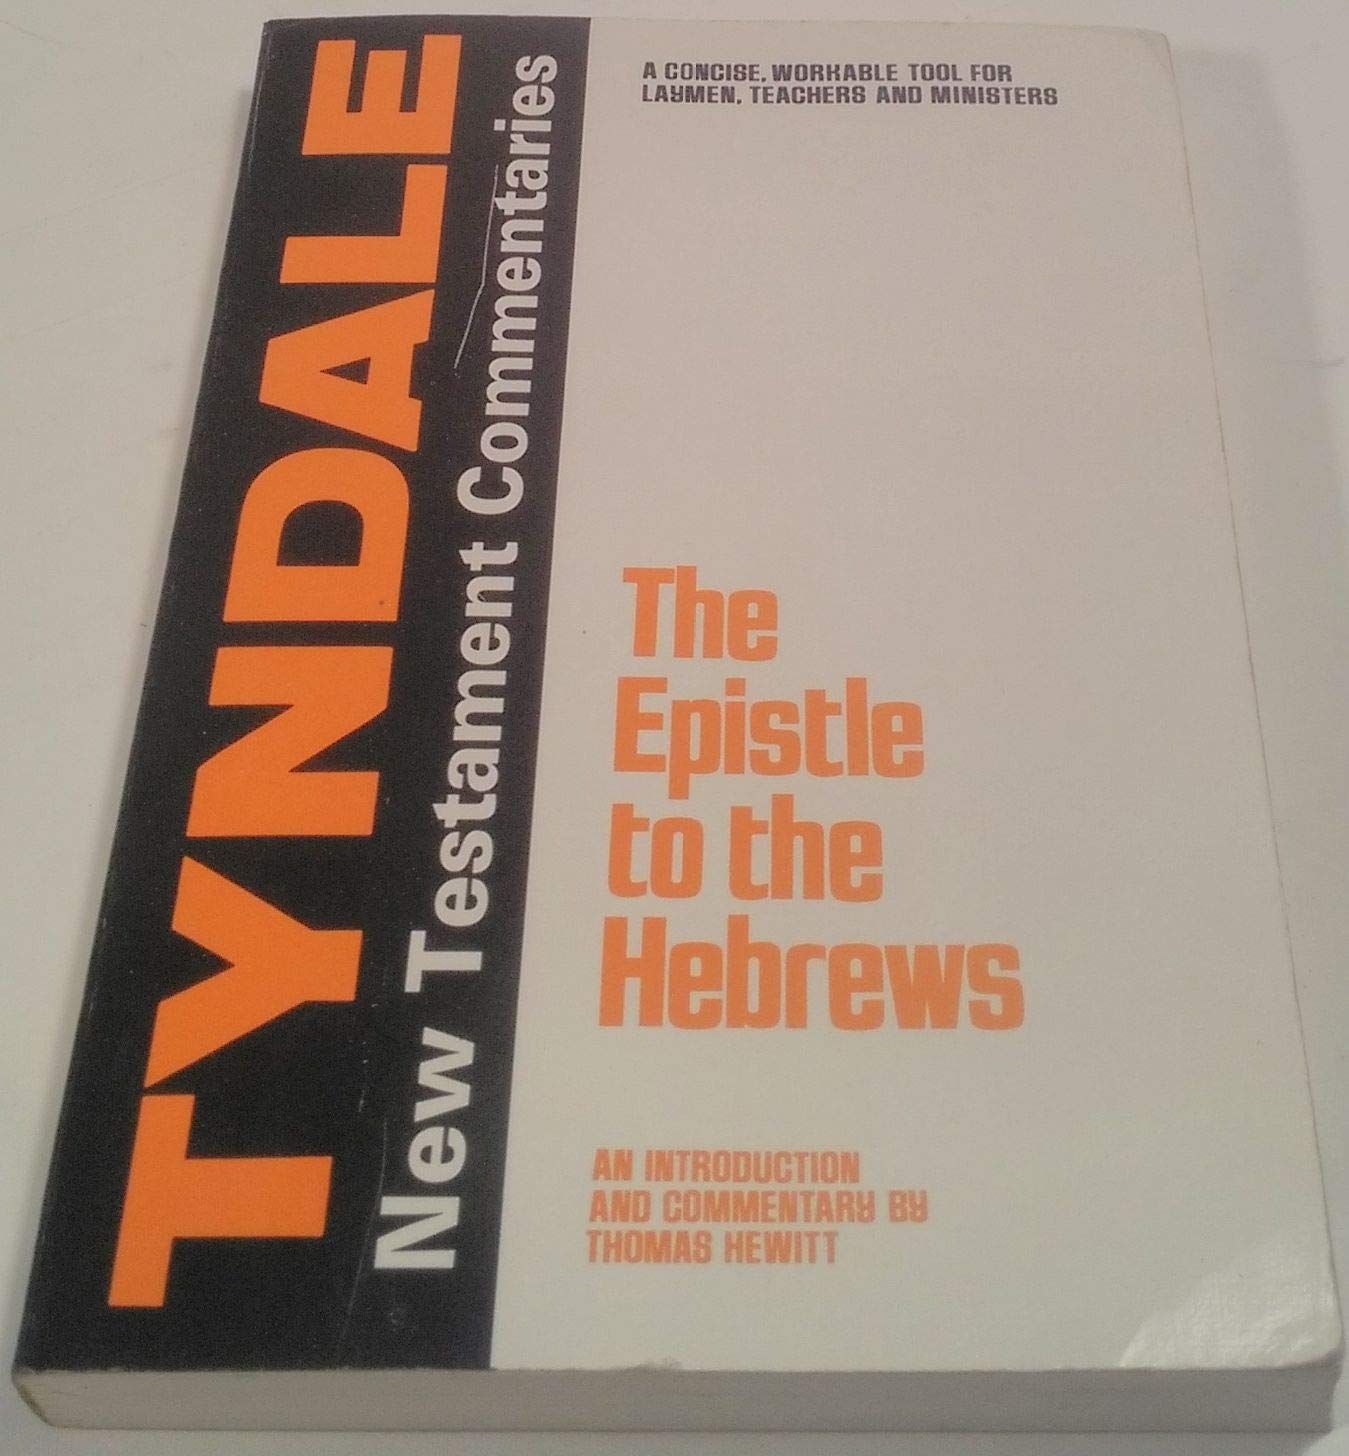 TYNDALE
New Testament Commentaries
A CONCISE, WORKABLE TOOL FOR
LAYMEN, TEACHERS AND MINISTERS
The
Epistle
to the
Hebrews
AN INTRODUCTION
AND COMMENTARY BY
THOMAS HEWITT